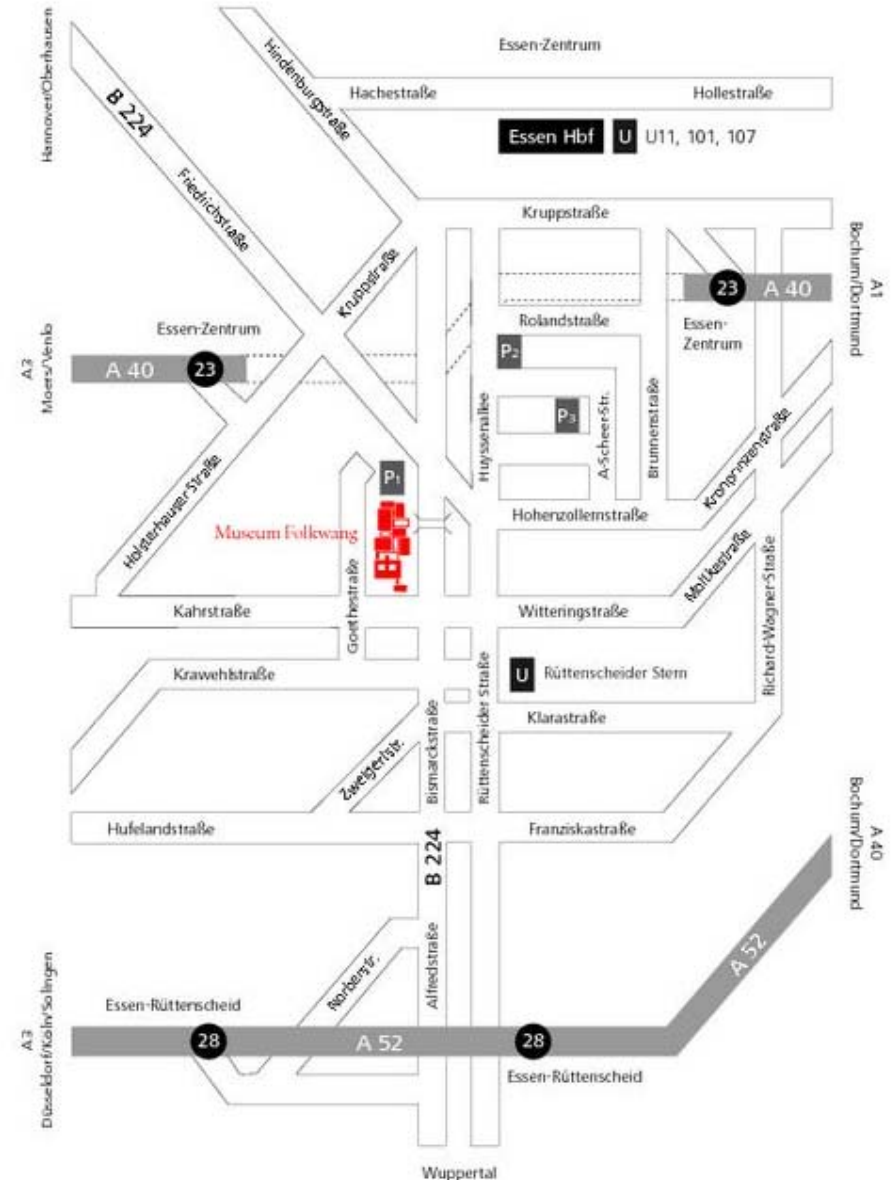 Essen-Zentrum
Hannover/Oberhausen
B 224
Hindenburgstraße
Hachestraße
Hollestraße
Essen Hbf U U11, 101, 107
Friedrichstraße
Kruppstraße
Kruppstraße
A1
Bochum/Dortmund
23 A 40
Essen-Zentrum
Rolandstraße
Essen-
Zentrum
A3
Moers/Venlo
A 40 23
P2
P3
Huyssenallee
A-Scheer-Str.
Brunnenstraße
Kronprinzenstraße
Holsterhauser Straße
P1
Museum Folkwang
Hohenzollernstraße
Moltkestraße
Goethestraße
Kahrstraße
Witteringstraße
Richard-Wagner-Straße
Krawehlstraße
U Rüttenscheider Stern
Bismarckstraße
Rüttenscheider Straße
Klarastraße
Zweigertstr.
Hufelandstraße
Franziskastraße
B 224
A 40
Bochum/Dortmund
Alfredstraße
Norberstr.
A 52
A3
Düsseldorf/Köln/Solingen
Essen-Rüttenscheid
28 A 52 28
Essen-Rüttenscheid
Wuppertal